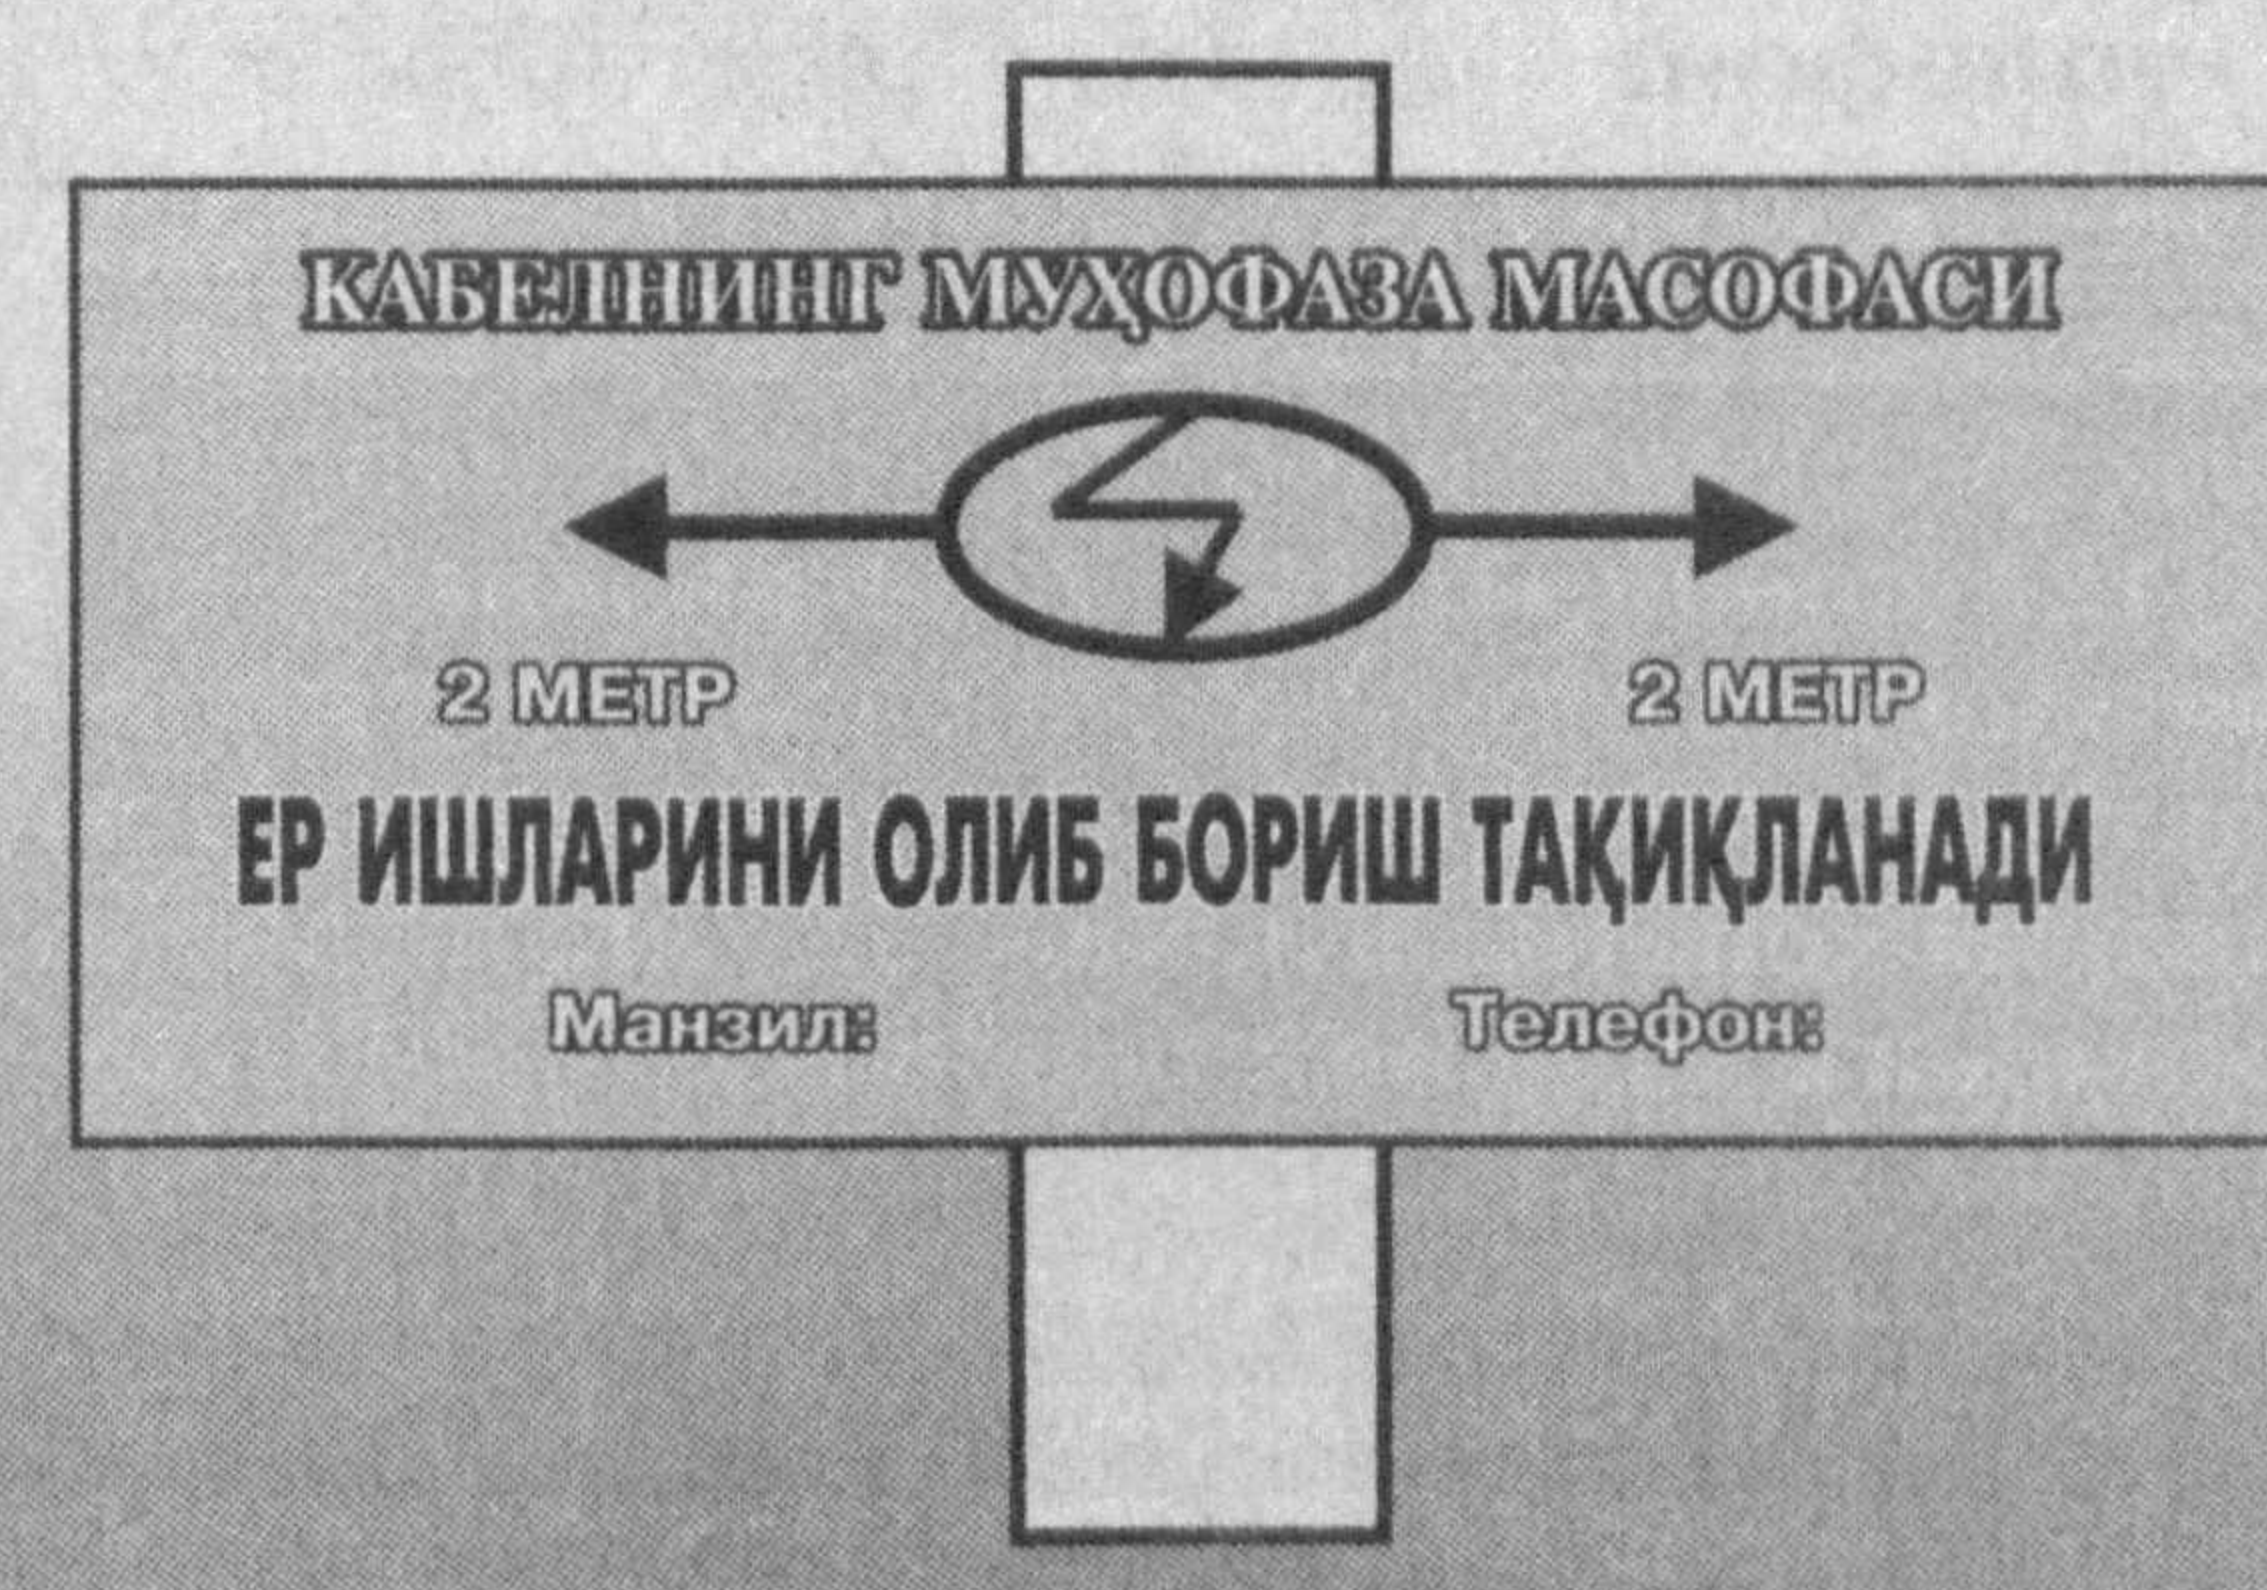 КАБЕЛНИНГ МУҲОФАЗА МАСОФАСИ
2 МЕТР 2 МЕТР
ЕР ИШЛАРИНИ ОЛИБ БОРИШ ТАҚИҚЛАНАДИ
Манзил: Телефон: